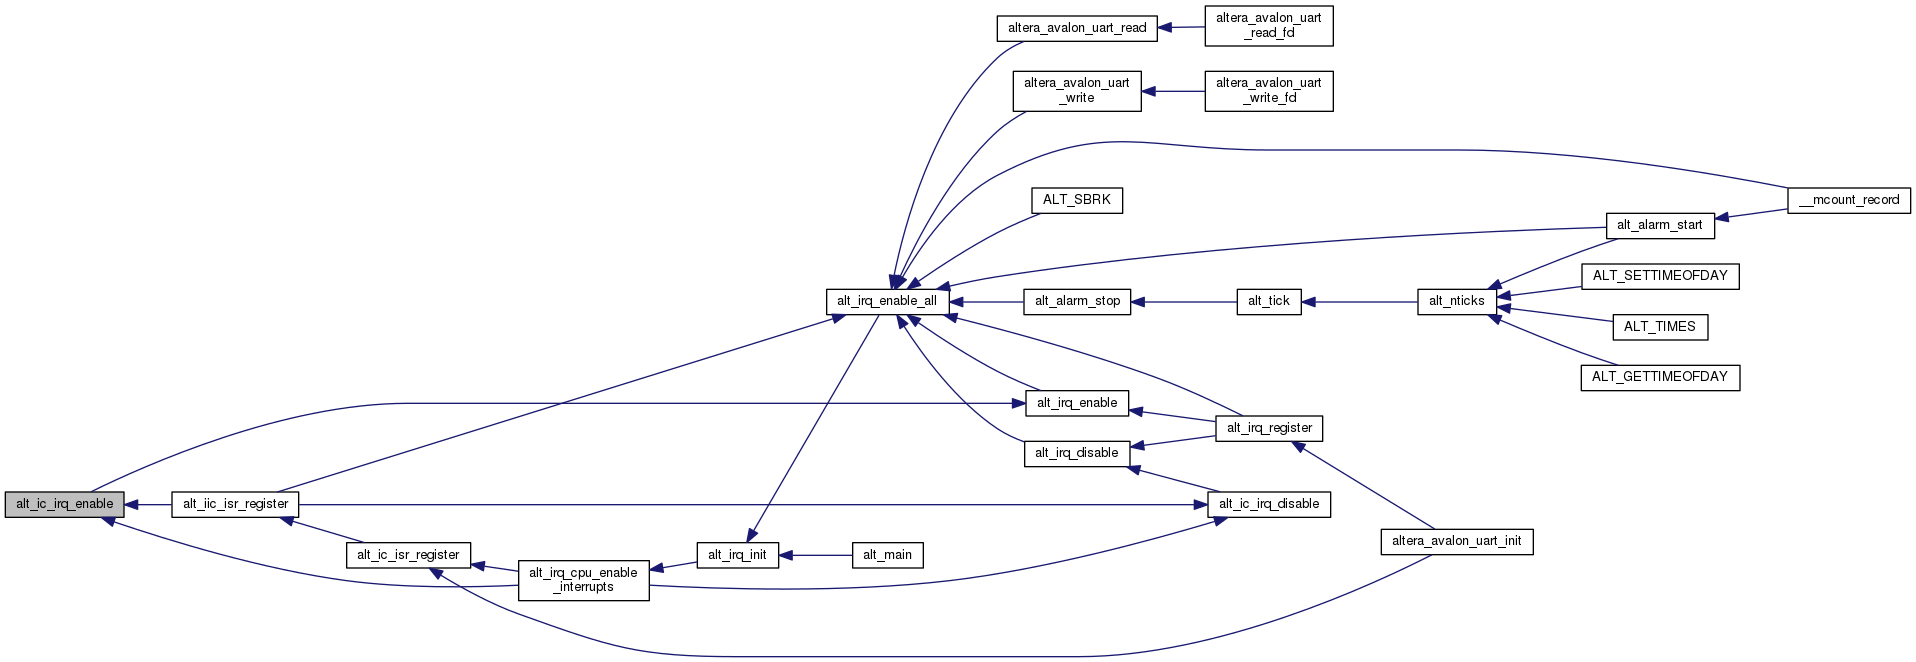 altera_avalon_uart_read
altera_avalon_uart
_read_fd
altera_avalon_uart
_write
altera_avalon_uart
_write_fd
ALT_SBRK
__mcount_record
alt_alarm_start
ALT_SETTIMEOFDAY
alt_irq_enable_all
alt_alarm_stop
alt_tick
alt_nticks
ALT_TIMES
ALT_GETTIMEOFDAY
alt_irq_enable
alt_irq_register
alt_irq_disable
alt_ic_irq_enable
alt_iic_isr_register
alt_ic_irq_disable
altera_avalon_uart_init
alt_ic_isr_register
alt_irq_cpu_enable
_interrupts
alt_irq_init
alt_main